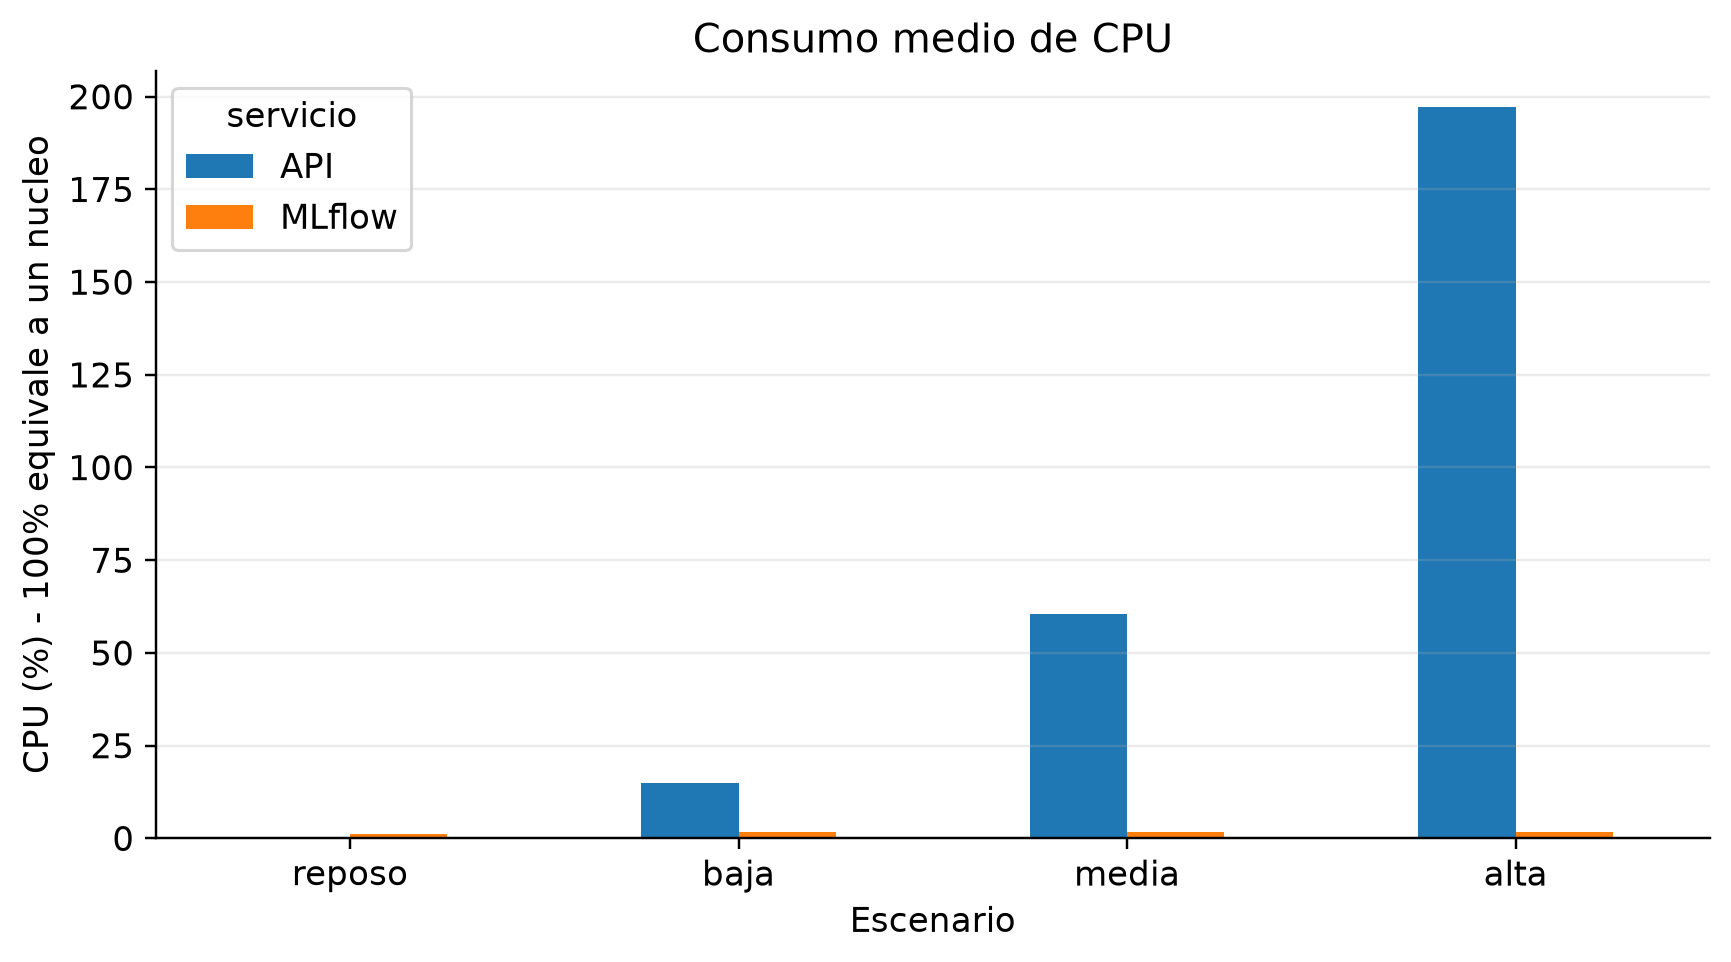 Consumo medio de CPU
CPU (%) - 100% equivale a un nucleo
200
175
150
125
100
75
50
25
0
servicio
API
MLflow
reposo
baja
media
alta
Escenario